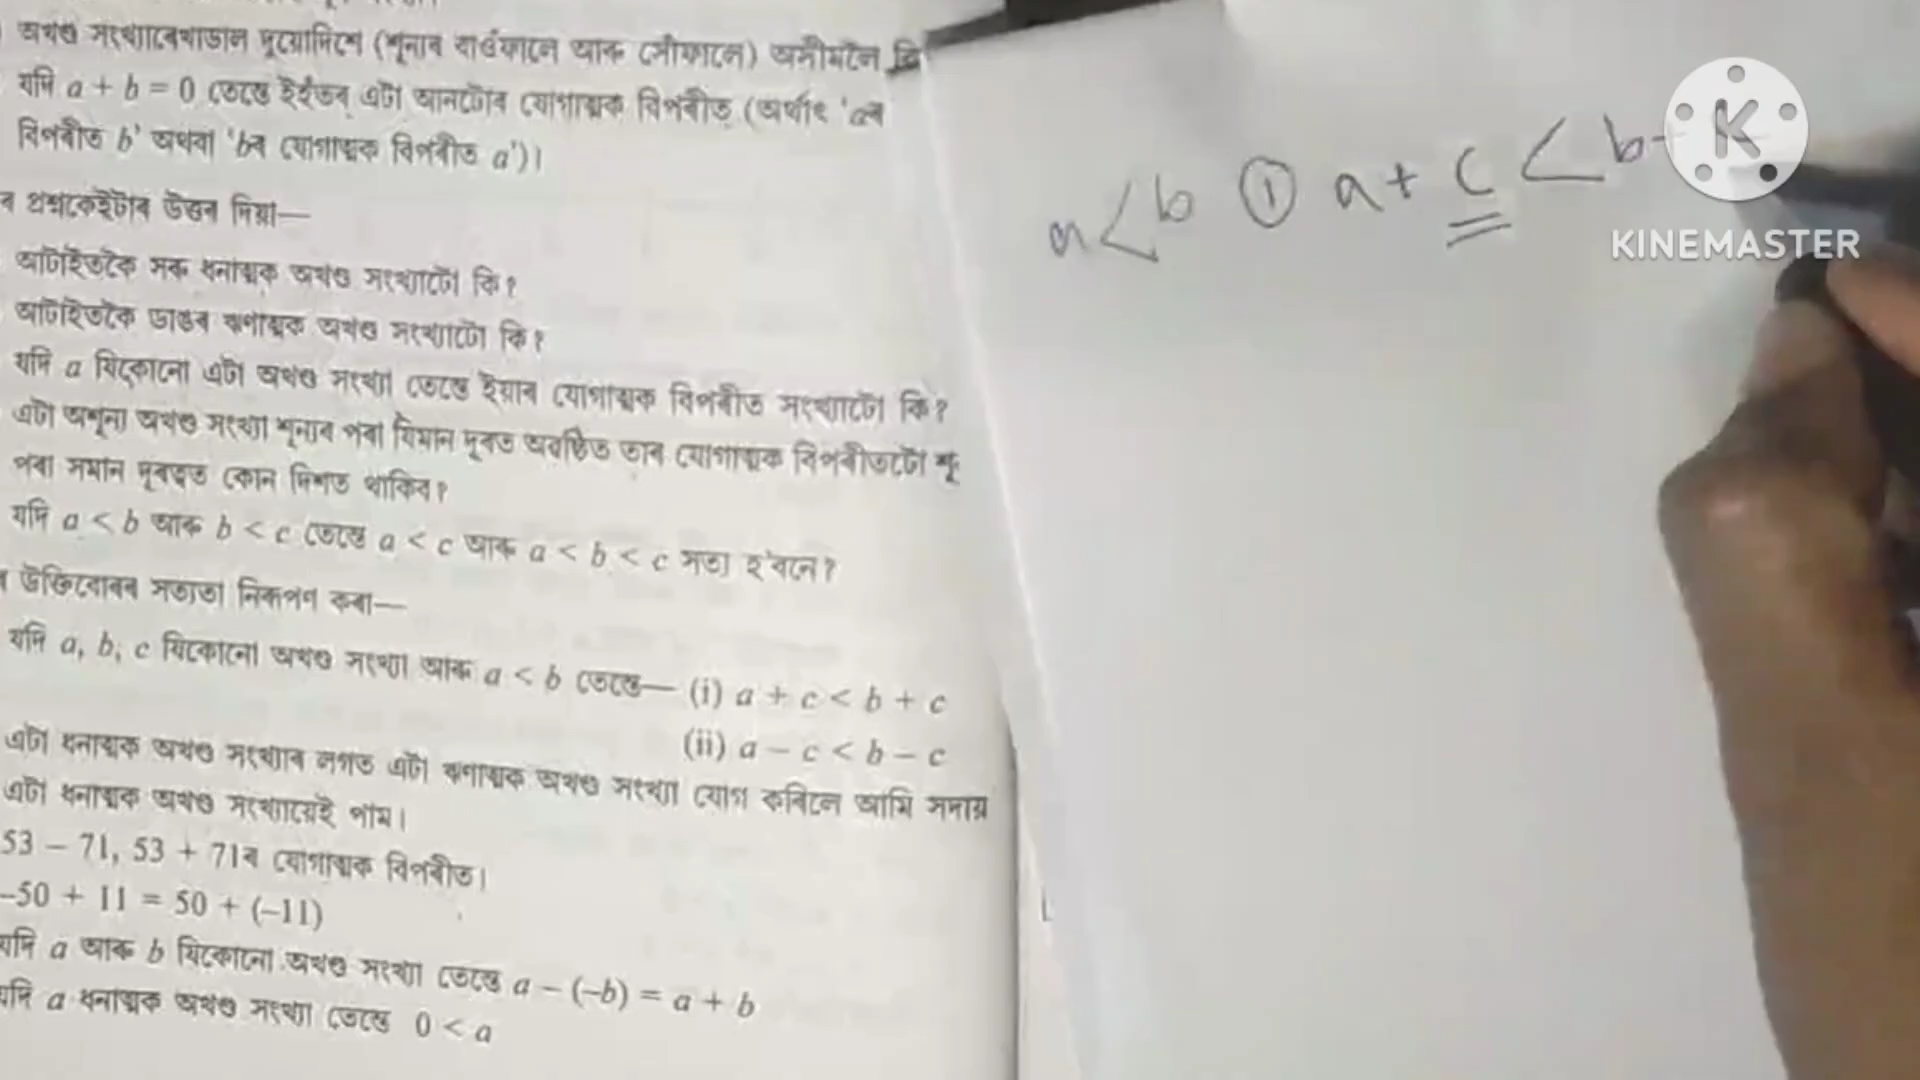 অখণ্ড সংখ্যাৰেখাডাল দুয়োদিশে (শূন্যৰ বাওঁফালে আৰু সোঁফালে) অসীমলৈ
যদি a + b = 0 তেন্তে ইহঁতৰ এটা আনটোৰ যোগাত্মক বিপৰীত (অৰ্থাৎ 'aৰ
বিপৰীত b' অথবা 'bৰ যোগাত্মক বিপৰীত a')।
ৰ প্ৰশ্নকেইটাৰ উত্তৰ দিয়া—
আটাইতকৈ সৰু ধনাত্মক অখণ্ড সংখ্যাটো কি?
আটাইতকৈ ডাঙৰ ঋণাত্মক অখণ্ড সংখ্যাটো কি?
যদি a যিকোনো এটা অখণ্ড সংখ্যা তেন্তে ইয়াৰ যোগাত্মক বিপৰীত সংখ্যাটো কি?
এটা অশূন্য অখণ্ড সংখ্যা শূন্যৰ পৰা যিমান দূৰত অৱস্থিত তাৰ যোগাত্মক বিপৰীতটো শূ
পৰা সমান দূৰত্বত কোন দিশত থাকিব?
যদি a < b আৰু b < c তেন্তে a < c আৰু a < b < c সত্য হ'বনে?
ৰ উক্তিবোৰৰ সত্যতা নিৰূপণ কৰা—
যদি a, b, c যিকোনো অখণ্ড সংখ্যা আৰু a < b তেন্তে— (i) a + c < b + c
(ii) a – c < b – c
এটা ধনাত্মক অখণ্ড সংখ্যাৰ লগত এটা ঋণাত্মক অখণ্ড সংখ্যা যোগ কৰিলে আমি সদায়
এটা ধনাত্মক অখণ্ড সংখ্যায়েই পাম।
53 – 71, 53 + 71ৰ যোগাত্মক বিপৰীত।
–50 + 11 = 50 + (–11)
যদি a আৰু b যিকোনো অখণ্ড সংখ্যা তেন্তে a – (–b) = a + b
যদি a ধনাত্মক অখণ্ড সংখ্যা তেন্তে 0 < a
a < b ① a + c < b
K
KINEMASTER